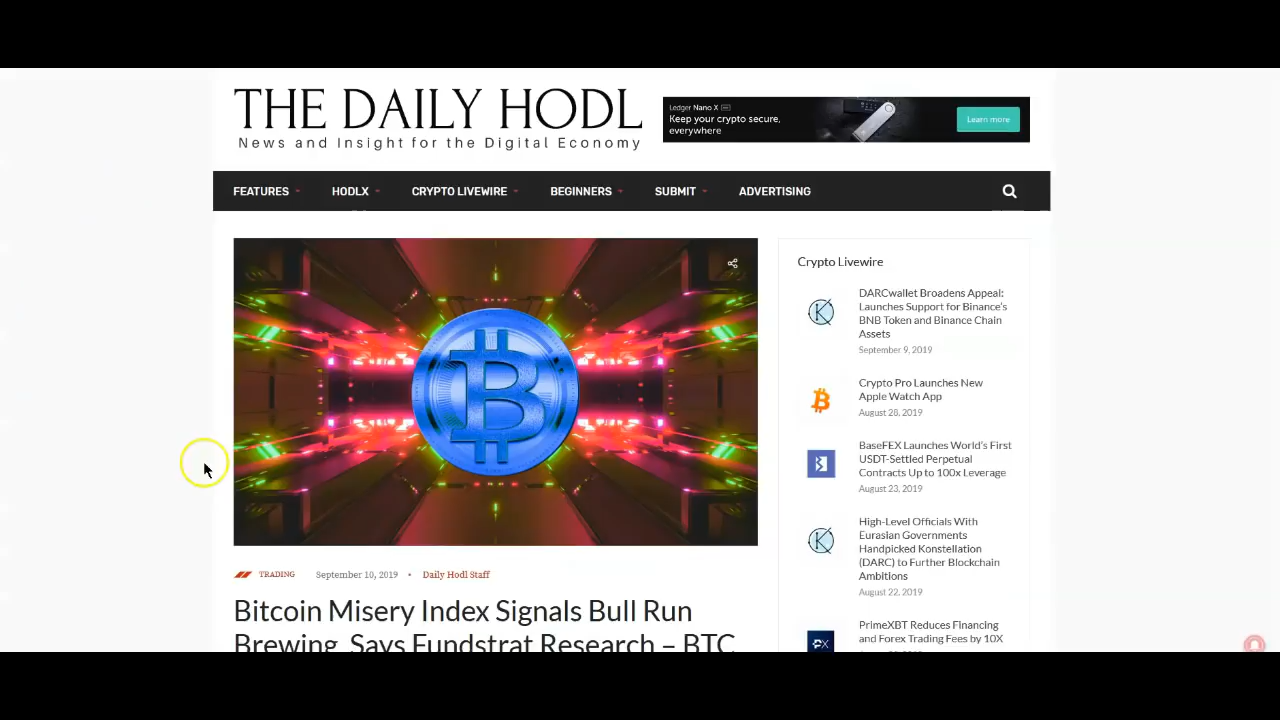 THE DAILY HODL
News and Insight for the Digital Economy
Ledger Nano X
Keep your crypto secure,
everywhere
Learn more
FEATURES
HODLX
CRYPTO LIVEWIRE
BEGINNERS
SUBMIT
ADVERTISING
TRADING
September 10, 2019 • Daily Hodl Staff
Bitcoin Misery Index Signals Bull Run
Brewing, Says Fundstrat Research – BTC
Crypto Livewire
DARCwallet Broadens Appeal:
Launches Support for Binance's
BNB Token and Binance Chain
Assets
September 9, 2019
Crypto Pro Launches New
Apple Watch App
August 28, 2019
BaseFEX Launches World's First
USDT-Settled Perpetual
Contracts Up to 100x Leverage
August 23, 2019
High-Level Officials With
Eurasian Governments
Handpicked Konstellation
(DARC) to Further Blockchain
Ambitions
August 22, 2019
PrimeXBT Reduces Financing
and Forex Trading Fees by 10X